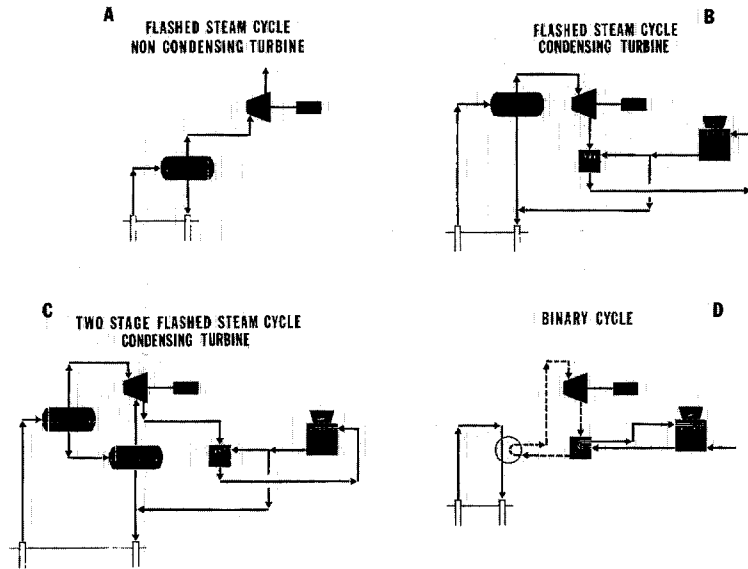 A
FLASHED STEAM CYCLE
NON CONDENSING TURBINE
B
FLASHED STEAM CYCLE
CONDENSING TURBINE
C
TWO STAGE FLASHED STEAM CYCLE
CONDENSING TURBINE
D
BINARY CYCLE